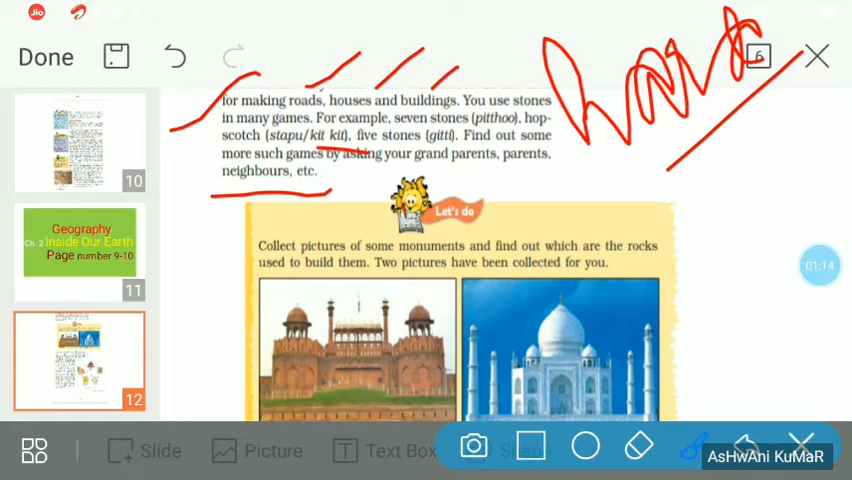 Jio
Done
6
for making roads, houses and buildings. You use stones
in many games. For example, seven stones (pitthoo), hop-
scotch (stapu/kit kit), five stones (gitti). Find out some
more such games by asking your grand parents, parents,
neighbours, etc.
10
Geography
Ch. 2 Inside Our Earth
Page number 9-10
11
12
Let's do
Collect pictures of some monuments and find out which are the rocks
used to build them. Two pictures have been collected for you.
01:14
Slide
Picture
Text Box
Shape
AsHwAni KuMaR